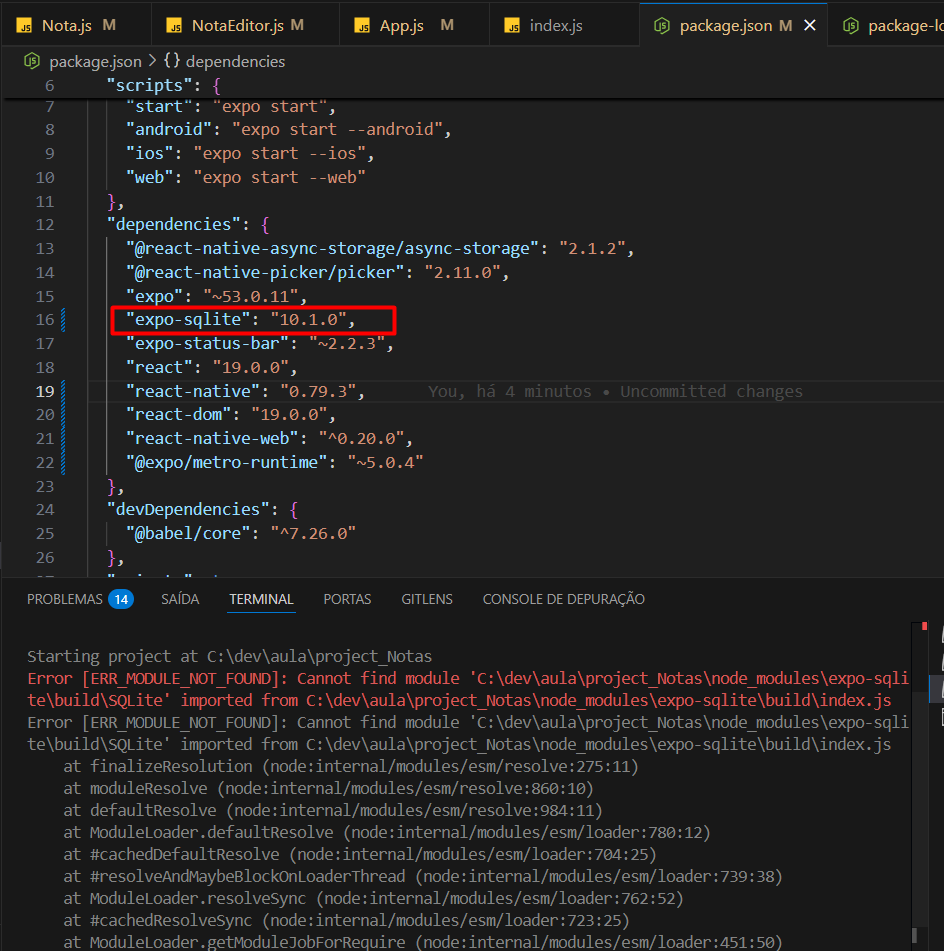 JS Nota.js M JS NotaEditor.js M JS App.js M JS index.js package.json M × package-lo
package.json > {} dependencies
6 "scripts": {
7 "start": "expo start",
8 "android": "expo start --android",
9 "ios": "expo start --ios",
10 "web": "expo start --web"
11 },
12 "dependencies": {
13 "@react-native-async-storage/async-storage": "2.1.2",
14 "@react-native-picker/picker": "2.11.0",
15 "expo": "~53.0.11",
16 "expo-sqlite": "10.1.0",
17 "expo-status-bar": "~2.2.3",
18 "react": "19.0.0",
19 "react-native": "0.79.3", You, há 4 minutos • Uncommitted changes
20 "react-dom": "19.0.0",
21 "react-native-web": "^0.20.0",
22 "@expo/metro-runtime": "~5.0.4"
23 },
24 "devDependencies": {
25 "@babel/core": "^7.26.0"
26 },
PROBLEMAS 14 SAÍDA TERMINAL PORTAS GITLENS CONSOLE DE DEPURAÇÃO
Starting project at C:\dev\aula\project_Notas
Error [ERR_MODULE_NOT_FOUND]: Cannot find module 'C:\dev\aula\project_Notas\node_modules\expo-sqli
te\build\SQLite' imported from C:\dev\aula\project_Notas\node_modules\expo-sqlite\build\index.js
Error [ERR_MODULE_NOT_FOUND]: Cannot find module 'C:\dev\aula\project_Notas\node_modules\expo-sqli
te\build\SQLite' imported from C:\dev\aula\project_Notas\node_modules\expo-sqlite\build\index.js
at finalizeResolution (node:internal/modules/esm/resolve:275:11)
at moduleResolve (node:internal/modules/esm/resolve:860:10)
at defaultResolve (node:internal/modules/esm/resolve:984:11)
at ModuleLoader.defaultResolve (node:internal/modules/esm/loader:780:12)
at #cachedDefaultResolve (node:internal/modules/esm/loader:704:25)
at #resolveAndMaybeBlockOnLoaderThread (node:internal/modules/esm/loader:739:38)
at ModuleLoader.resolveSync (node:internal/modules/esm/loader:762:52)
at #cachedResolveSync (node:internal/modules/esm/loader:723:25)
at ModuleLoader.getModuleJobForRequire (node:internal/modules/esm/loader:451:50)